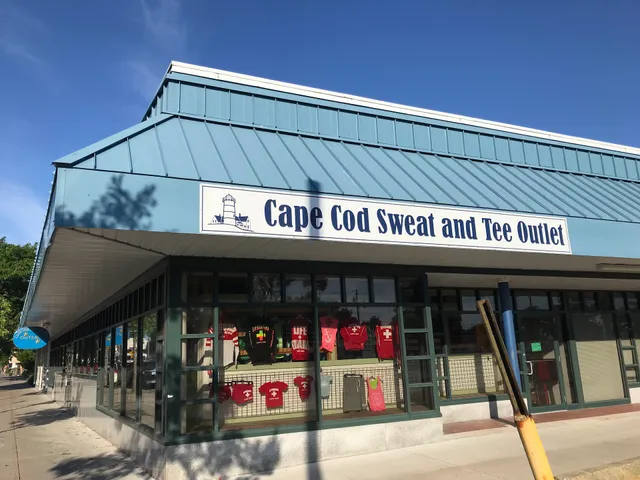 Cape Cod Sweat and Tee Outlet